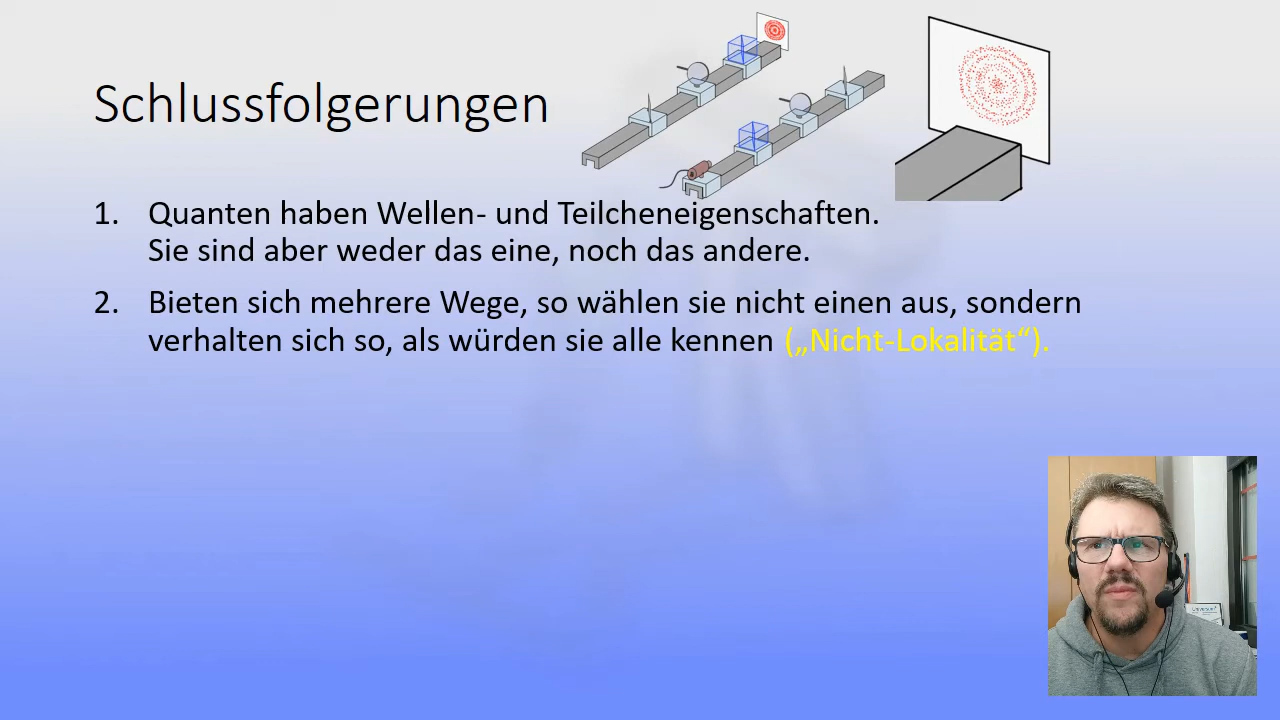 Schlussfolgerungen
1. Quanten haben Wellen- und Teilcheneigenschaften.
Sie sind aber weder das eine, noch das andere.
2. Bieten sich mehrere Wege, so wählen sie nicht einen aus, sondern
verhalten sich so, als würden sie alle kennen („Nicht-Lokalität“).